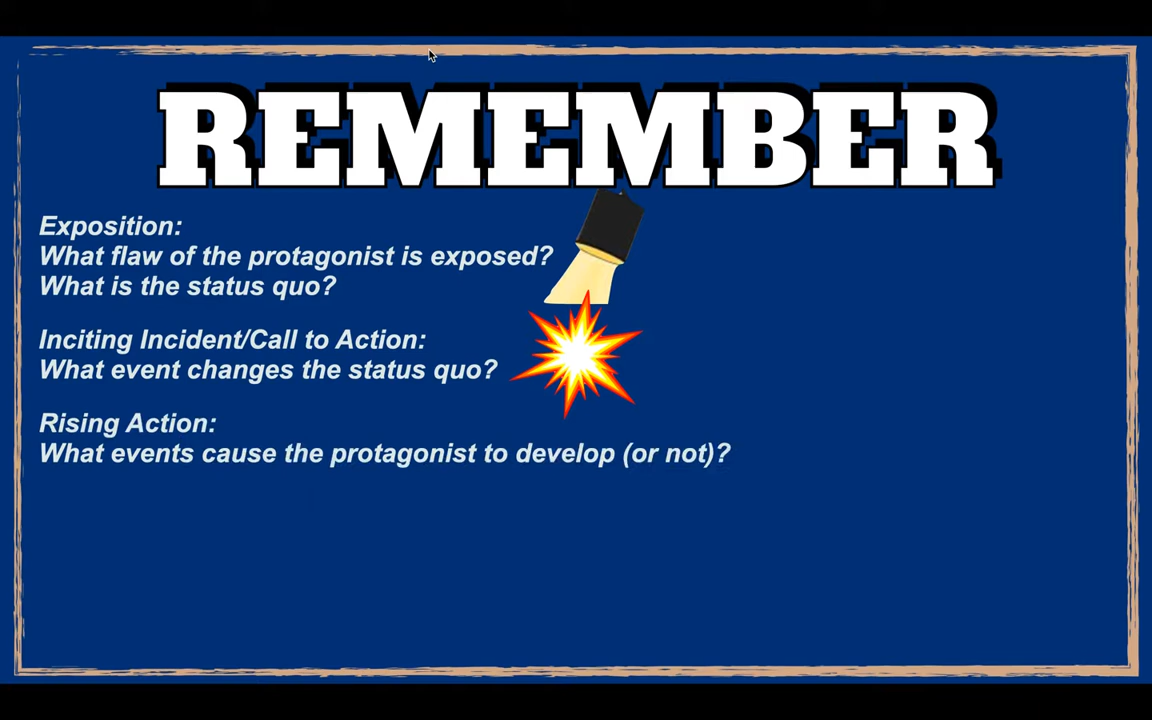 REMEMBER
Exposition:
What flaw of the protagonist is exposed?
What is the status quo?
Inciting Incident/Call to Action:
What event changes the status quo?
Rising Action:
What events cause the protagonist to develop (or not)?